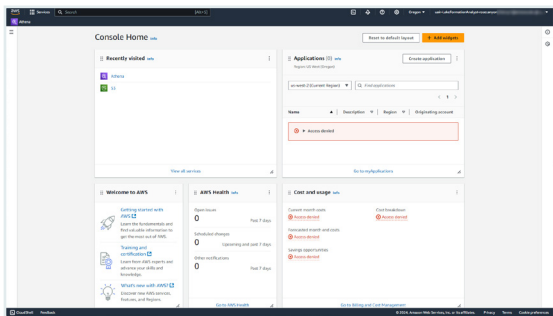 aws
Services
Search
[Alt+S]
Oregon
Athena
Console Home Info
Reset to default layout
+ Add widgets
Recently visited Info
Athena
S3
View all services
Applications (0) Info
Create application
Region: US West (Oregon)
us-west-2 (Current Region)
Find applications
1
Name
Description
Region
Originating account
Access denied
Go to myApplications
Welcome to AWS
Getting started with AWS
Learn the fundamentals and find valuable information to get the most out of AWS.
Training and certification
Learn from AWS experts and advance your skills and knowledge.
What's new with AWS?
Discover new AWS services, features, and Regions.
AWS Health Info
Open issues
0
Past 7 days
Scheduled changes
0
Upcoming and past 7 days
Other notifications
0
Past 7 days
Go to AWS Health
Cost and usage Info
Current month costs
Access denied
Cost breakdown
Access denied
Forecasted month end costs
Access denied
Savings opportunities
Access denied
Go to Billing and Cost Management
CloudShell
Feedback
© 2024, Amazon Web Services, Inc. or its affiliates.
Privacy
Terms
Cookie preferences